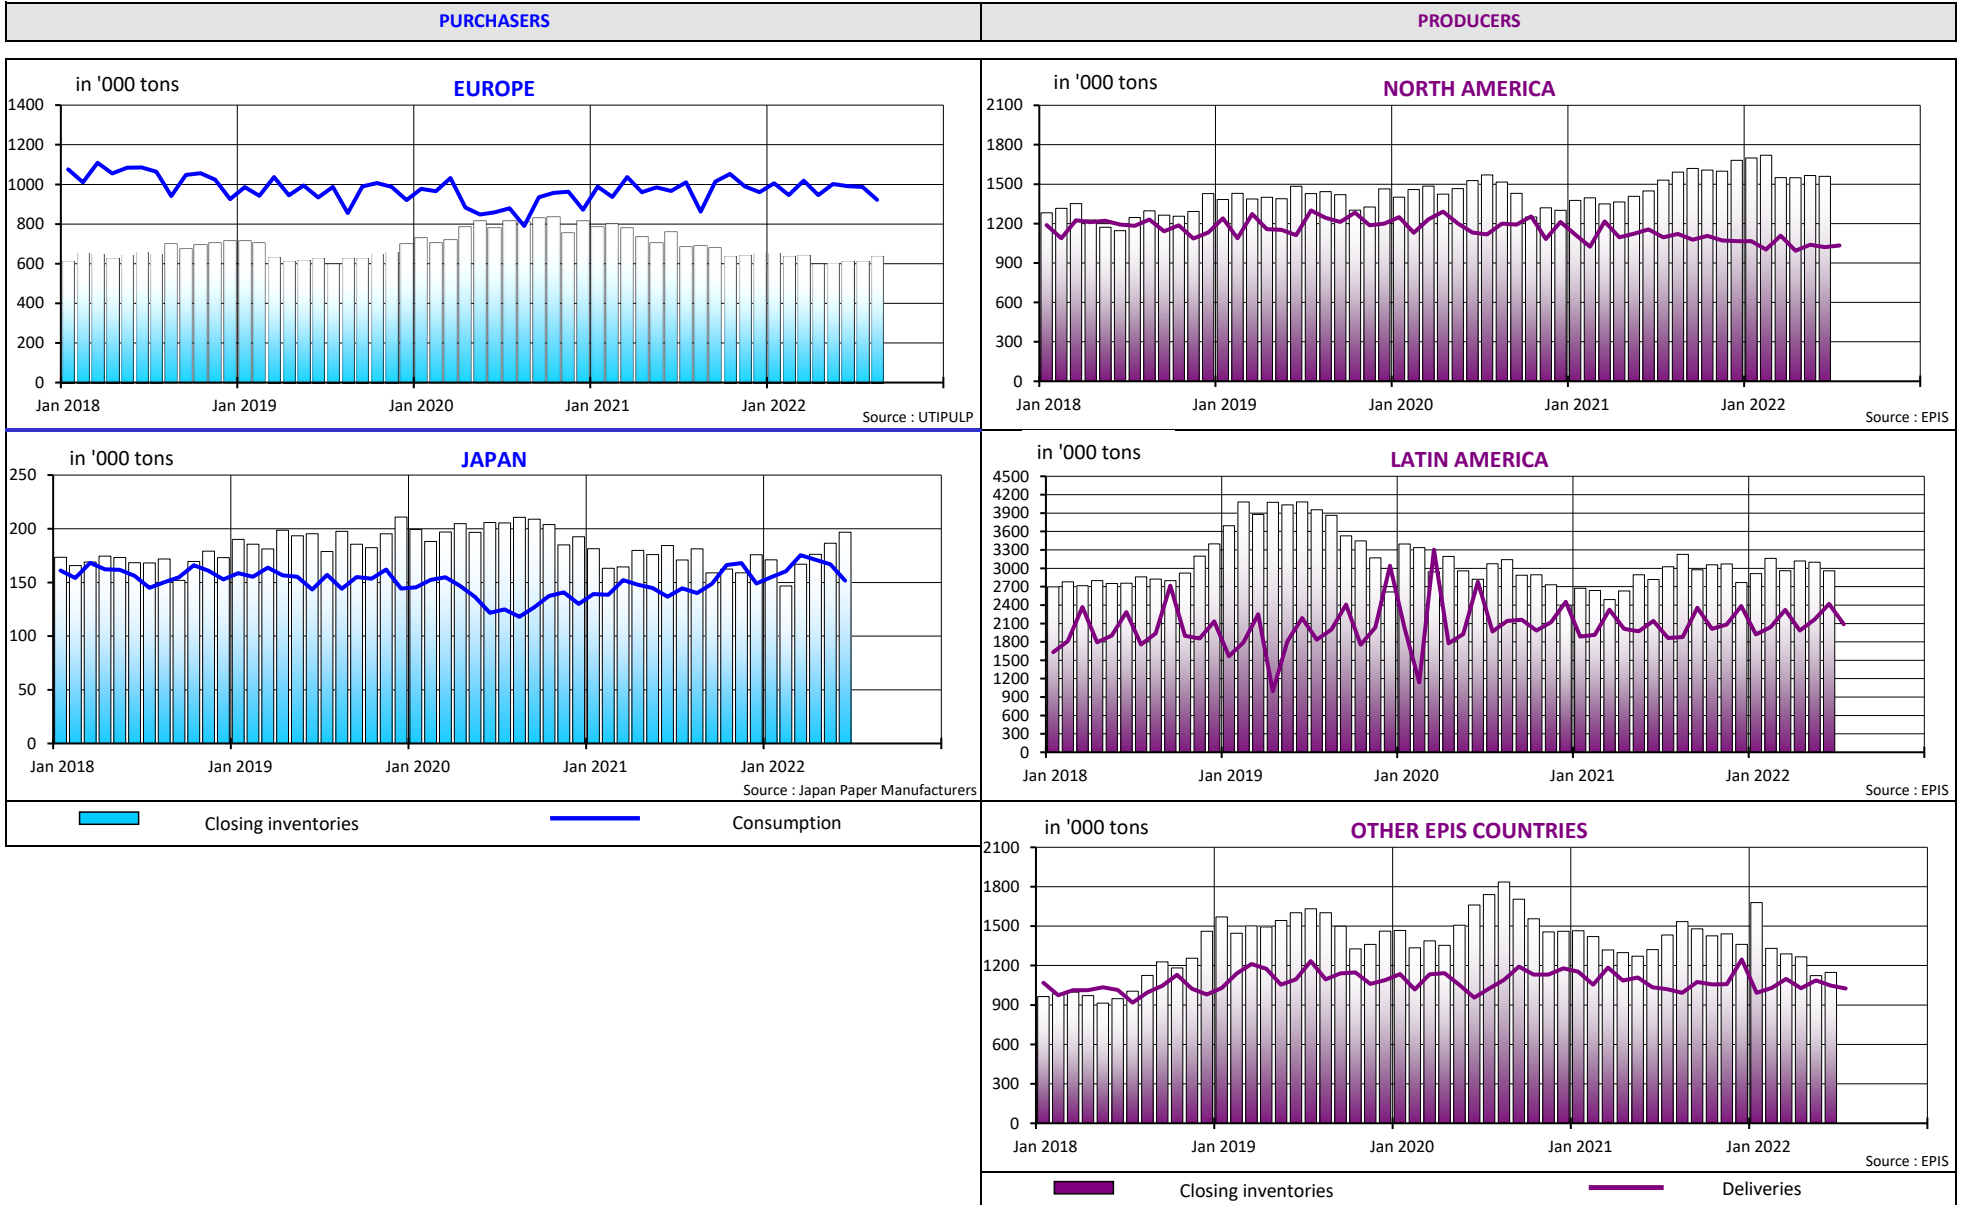 PURCHASERS
PRODUCERS
in '000 tons
EUROPE
1400
1200
1000
800
600
400
200
0
Jan 2018 Jan 2019 Jan 2020 Jan 2021 Jan 2022
Source : UTIPULP
in '000 tons
NORTH AMERICA
2100
1800
1500
1200
900
600
300
0
Jan 2018 Jan 2019 Jan 2020 Jan 2021 Jan 2022
Source : EPIS
in '000 tons
JAPAN
250
200
150
100
50
0
Jan 2018 Jan 2019 Jan 2020 Jan 2021 Jan 2022
Source : Japan Paper Manufacturers
Closing inventories Consumption
in '000 tons
LATIN AMERICA
4500
4200
3900
3600
3300
3000
2700
2400
2100
1800
1500
1200
900
600
300
0
Jan 2018 Jan 2019 Jan 2020 Jan 2021 Jan 2022
Source : EPIS
in '000 tons
OTHER EPIS COUNTRIES
2100
1800
1500
1200
900
600
300
0
Jan 2018 Jan 2019 Jan 2020 Jan 2021 Jan 2022
Source : EPIS
Closing inventories Deliveries